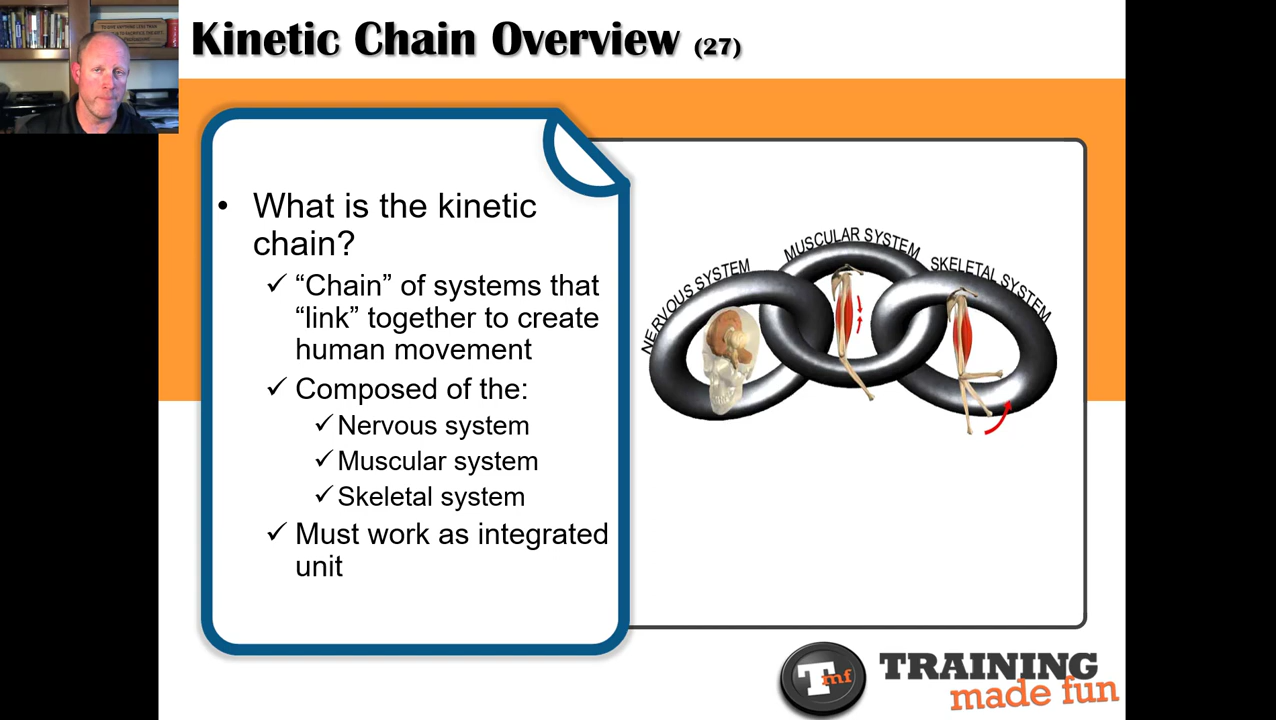 Kinetic Chain Overview (27)
• What is the kinetic
chain?
✓ “Chain” of systems that
“link” together to create
human movement
✓ Composed of the:
✓ Nervous system
✓ Muscular system
✓ Skeletal system
✓ Must work as integrated
unit
NERVOUS SYSTEM
MUSCULAR SYSTEM
SKELETAL SYSTEM
Tmf
TRAINING
made fun